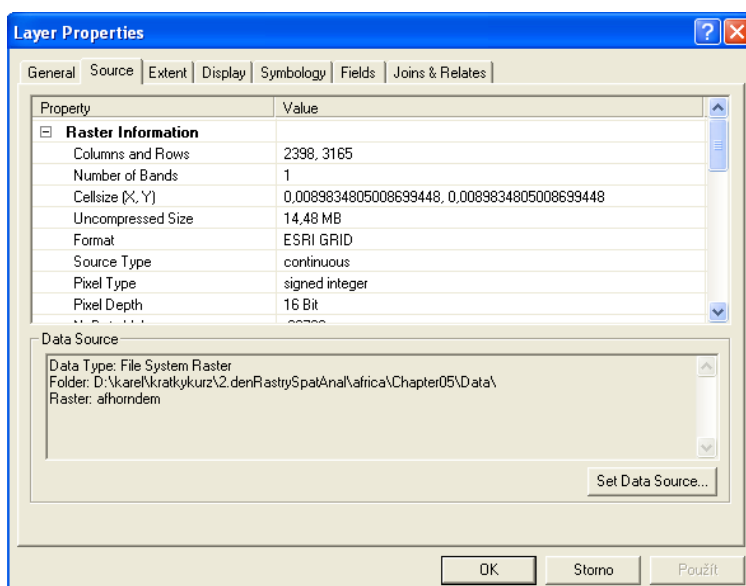 Layer Properties
General Source Extent Display Symbology Fields Joins & Relates
Property Value
Raster Information
Columns and Rows 2398, 3165
Number of Bands 1
Cellsize (X, Y) 0,0089834805008699448, 0,0089834805008699448
Uncompressed Size 14,48 MB
Format ESRI GRID
Source Type continuous
Pixel Type signed integer
Pixel Depth 16 Bit
Data Source
Data Type: File System Raster
Folder: D:\karel\kratkykurz\2.denRastrySpatAnal\africa\Chapter05\Data\
Raster: afhorndem
Set Data Source...
OK Storno Použít